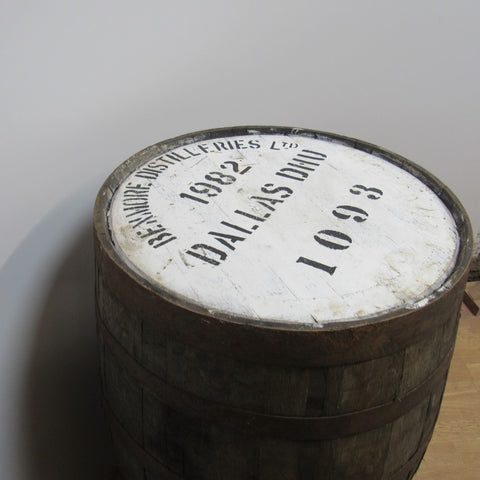 BENMORE DISTILLERIES LTD
1982
DALLAS DHU
1093